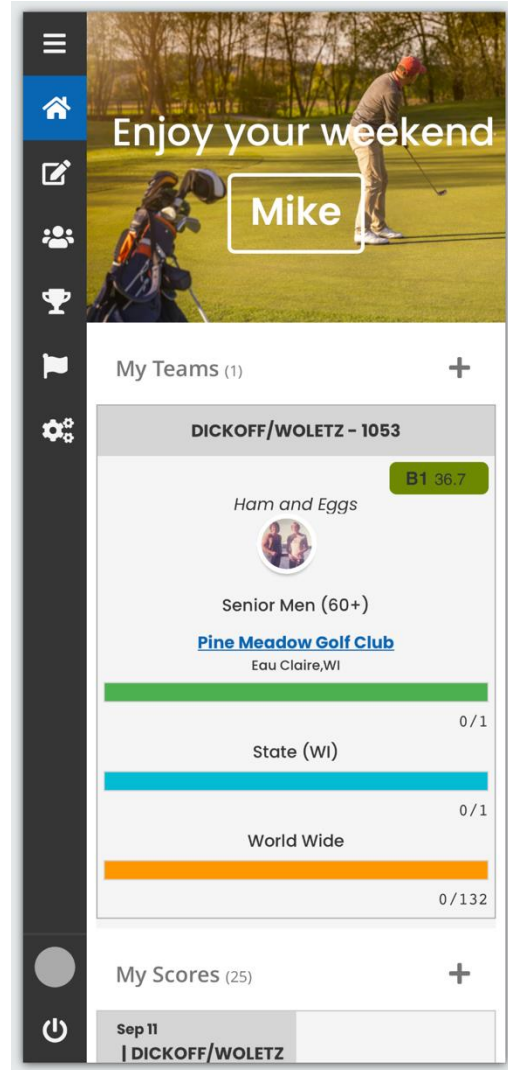 Enjoy your weekend
Mike
My Teams (1)
DICKOFF/WOLETZ - 1053
B1 36.7
Ham and Eggs
Senior Men (60+)
Pine Meadow Golf Club
Eau Claire,WI
0/1
State (WI)
0/1
World Wide
0/132
My Scores (25)
Sep 11
| DICKOFF/WOLETZ